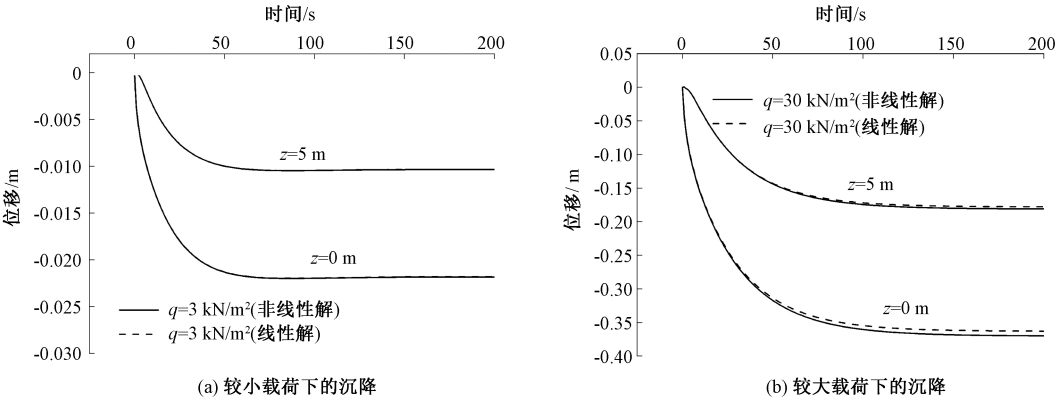 时间/s
0 50 100 150 200
0
-0.005
-0.010
-0.015
-0.020
-0.025
-0.030
位移/m
z=5 m
z=0 m
q=3 kN/m²(非线性解)
q=3 kN/m²(线性解)
(a) 较小载荷下的沉降
时间/s
0 50 100 150 200
0.05
0
-0.05
-0.10
-0.15
-0.20
-0.25
-0.30
-0.35
-0.40
位移/ m
q=30 kN/m²(非线性解)
q=30 kN/m²(线性解)
z=5 m
z=0 m
(b) 较大载荷下的沉降